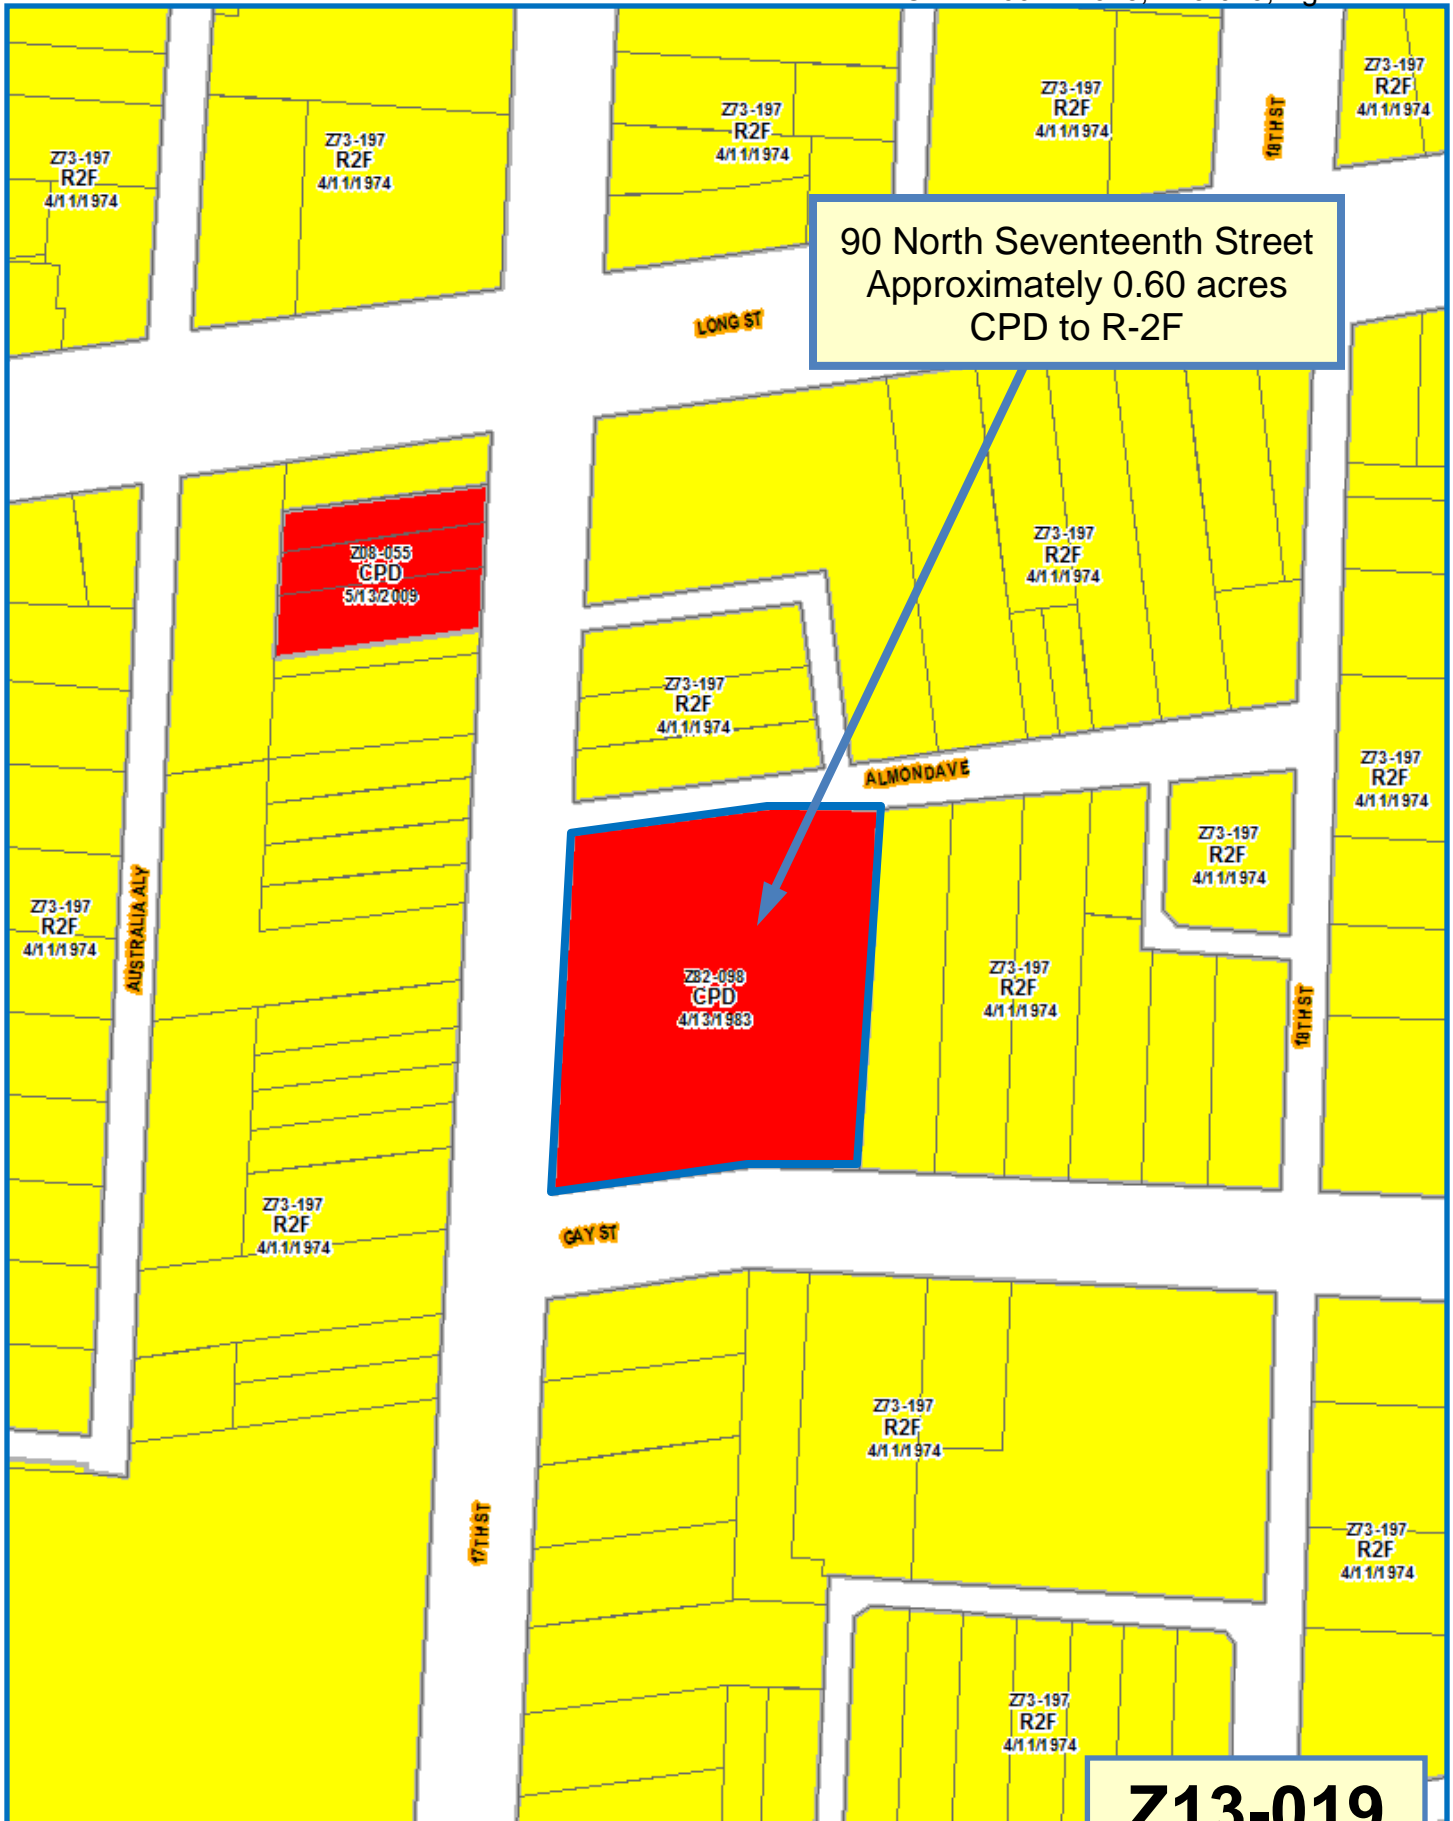 Z73-197
R2F
4/11/1974
Z73-197
R2F
4/11/1974
Z73-197
R2F
4/11/1974
Z73-197
R2F
4/11/1974
Z73-197
R2F
4/11/1974
18TH ST
90 North Seventeenth Street
Approximately 0.60 acres
CPD to R-2F
LONG ST
Z08-055
CPD
5/13/2009
Z73-197
R2F
4/11/1974
Z73-197
R2F
4/11/1974
ALMOND AVE
Z73-197
R2F
4/11/1974
Z73-197
R2F
4/11/1974
Z73-197
R2F
4/11/1974
AUSTRALIA ALY
Z82-098
CPD
4/13/1983
Z73-197
R2F
4/11/1974
18TH ST
Z73-197
R2F
4/11/1974
GAY ST
Z73-197
R2F
4/11/1974
17TH ST
Z73-197
R2F
4/11/1974
Z73-197
R2F
4/11/1974
Z13-019